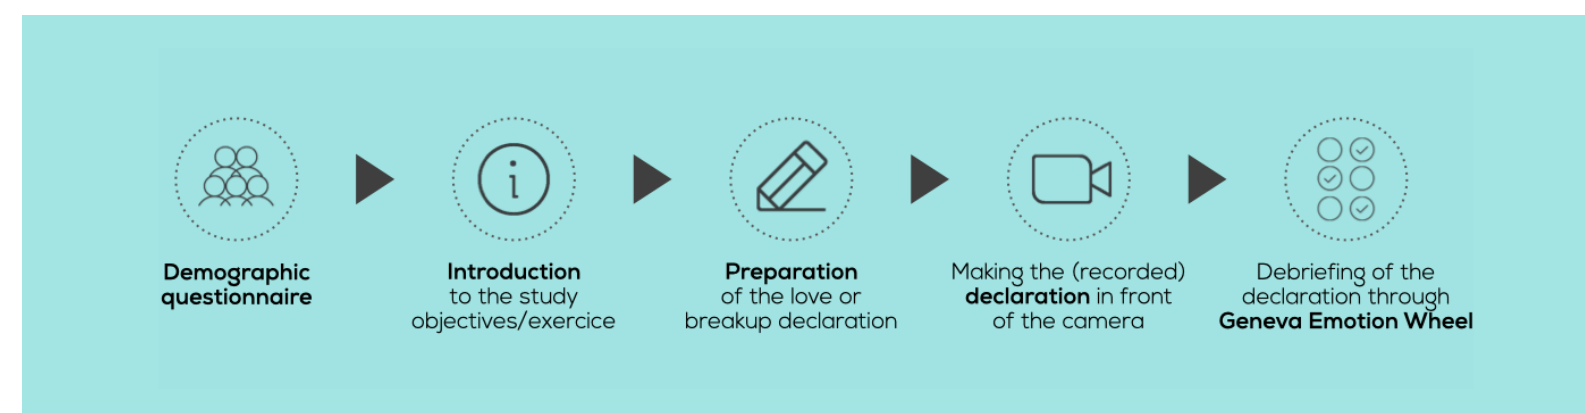 Demographic
questionnaire
Introduction
to the study
objectives/exercice
Preparation
of the love or
breakup declaration
Making the (recorded)
declaration in front
of the camera
Debriefing of the
declaration through
Geneva Emotion Wheel